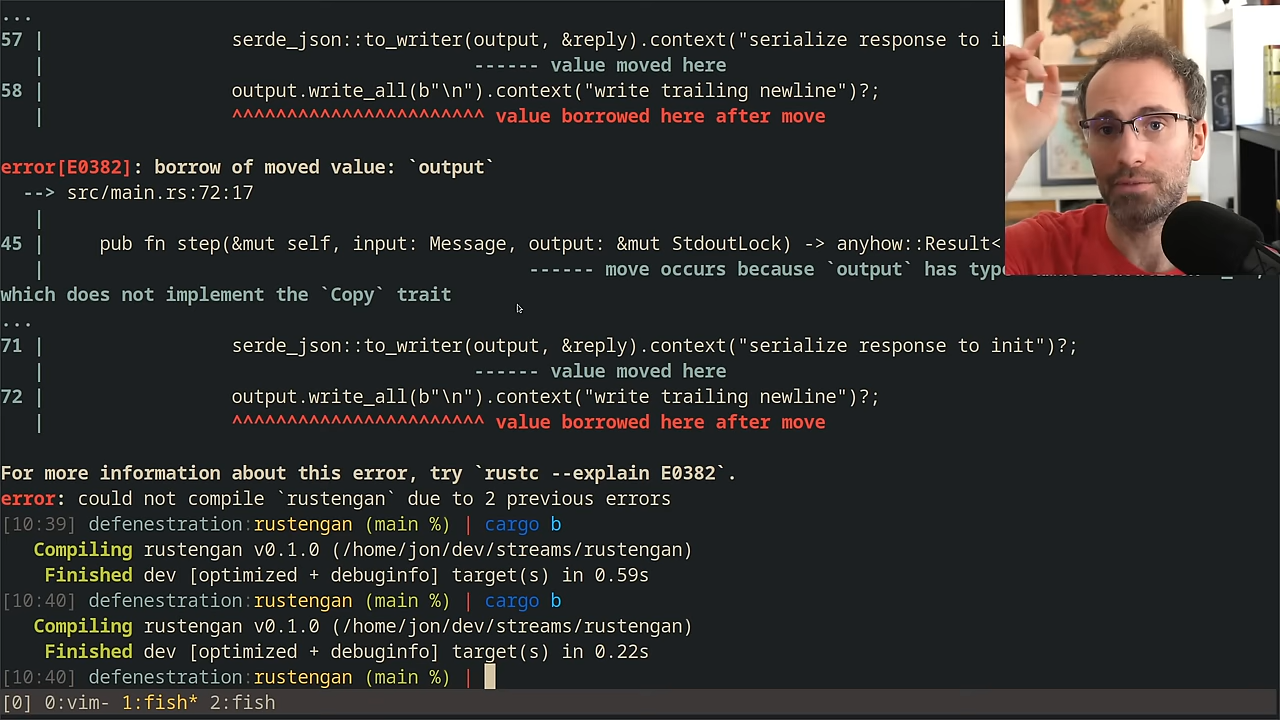 ...
57 | serde_json::to_writer(output, &reply).context("serialize response to
| ------ value moved here
58 | output.write_all(b"\n").context("write trailing newline")?;
| ^^^^^^^^^^^^^^^^^^^^^^^ value borrowed here after move
error[E0382]: borrow of moved value: `output`
--> src/main.rs:72:17
|
45 | pub fn step(&mut self, input: Message, output: &mut StdoutLock) -> anyhow::Result<
| ------ move occurs because `output` has type
which does not implement the `Copy` trait
...
71 | serde_json::to_writer(output, &reply).context("serialize response to init")?;
| ------ value moved here
72 | output.write_all(b"\n").context("write trailing newline")?;
| ^^^^^^^^^^^^^^^^^^^^^^^ value borrowed here after move
For more information about this error, try `rustc --explain E0382`.
error: could not compile `rustengan` due to 2 previous errors
[10:39] defenestration:rustengan (main %) | cargo b
Compiling rustengan v0.1.0 (/home/jon/dev/streams/rustengan)
Finished dev [optimized + debuginfo] target(s) in 0.59s
[10:40] defenestration:rustengan (main %) | cargo b
Compiling rustengan v0.1.0 (/home/jon/dev/streams/rustengan)
Finished dev [optimized + debuginfo] target(s) in 0.22s
[10:40] defenestration:rustengan (main %) |
[0] 0:vim- 1:fish* 2:fish